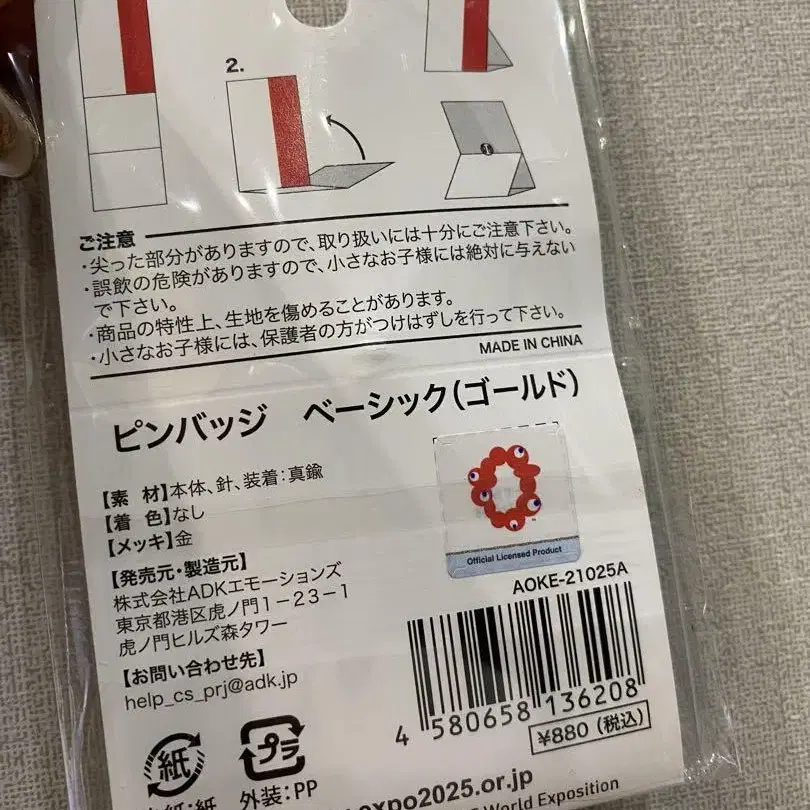 2.
ご注意
・尖った部分がありますので、取り扱いには十分にご注意下さい。
・誤飲の危険がありますので、小さなお子様には絶対に与えない
で下さい。
・商品の特性上、生地を傷めることがあります。
・小さなお子様には、保護者の方がつけはずしを行って下さい。
MADE IN CHINA
ピンバッジ ベーシック(ゴールド)
【素 材】本体、針、装着:真鍮
【着 色】なし
【メッキ】金
Official Licensed Product
【発売元・製造元】
株式会社ADKエモーションズ
東京都港区虎ノ門1-23-1
虎ノ門ヒルズ森タワー
AOKE-21025A
【お問い合わせ先】
help_cs_prj@adk.jp
4 580658 136208
¥880(税込)
紙
プラ
外装:PP
expo2025.or.jp
World Exposition